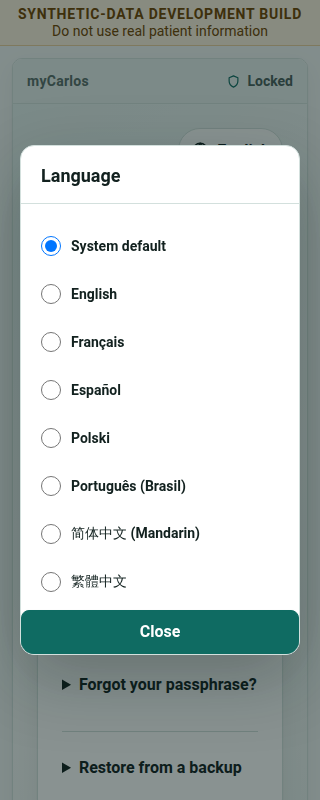 SYNTHETIC-DATA DEVELOPMENT BUILD
Do not use real patient information
myCarlos
Locked
Language
System default
English
Français
Español
Polski
Português (Brasil)
简体中文 (Mandarin)
繁體中文
Close
Forgot your passphrase?
Restore from a backup